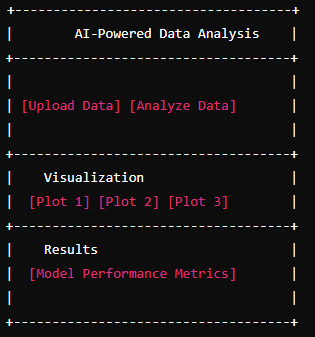 AI-Powered Data Analysis
[Upload Data] [Analyze Data]
Visualization
[Plot 1] [Plot 2] [Plot 3]
Results
[Model Performance Metrics]